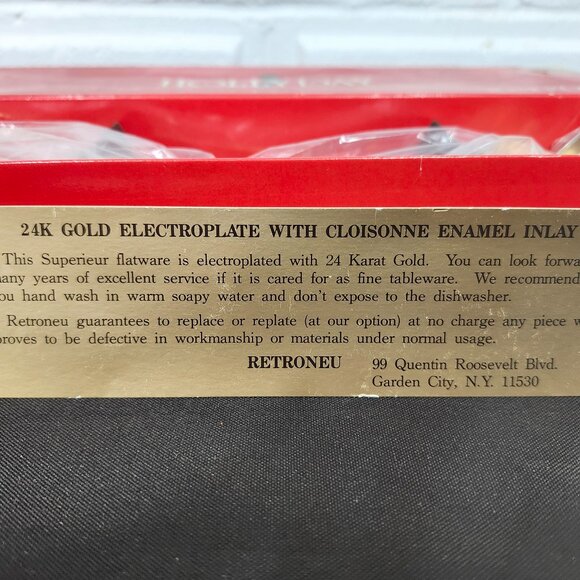 24K GOLD ELECTROPLATE WITH CLOISONNE ENAMEL INLAY
This Superieur flatware is electroplated with 24 Karat Gold. You can look forwa
any years of excellent service if it is cared for as fine tableware. We recommend
ou hand wash in warm soapy water and don't expose to the dishwasher.
Retroneu guarantees to replace or replate (at our option) at no charge any piece w
proves to be defective in workmanship or materials under normal usage.
RETRONEU 99 Quentin Roosevelt Blvd.
Garden City, N.Y. 11530